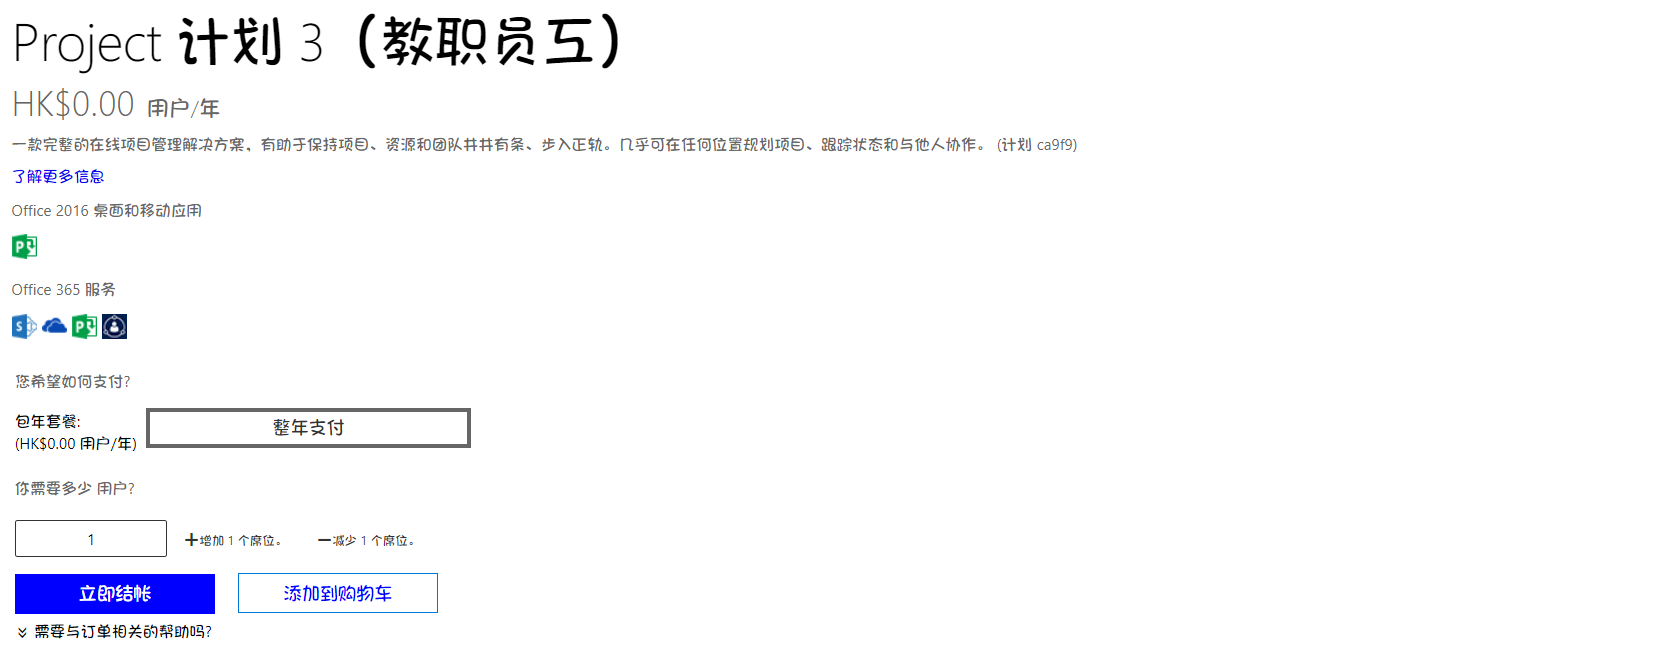 Project 计划 3（教职员工）
HK$0.00 用户/年
一款完整的在线项目管理解决方案，有助于保持项目、资源和团队井井有条、步入正轨。几乎可在任何位置规划项目、跟踪状态和与他人协作。 (计划 ca9f9)
了解更多信息
Office 2016 桌面和移动应用
Office 365 服务
您希望如何支付?
包年套餐:
(HK$0.00 用户/年)
整年支付
你需要多少 用户?
1
增加 1 个席位。
减少 1 个席位。
立即结帐
添加到购物车
需要与订单相关的帮助吗?